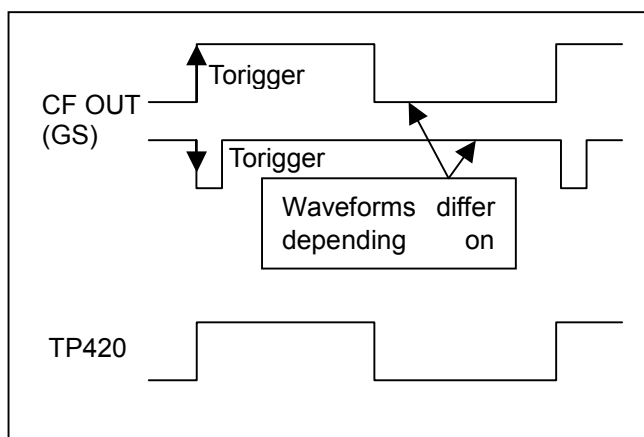 Torigger
CF OUT
(GS)
Torigger
Waveforms differ
depending on
TP420